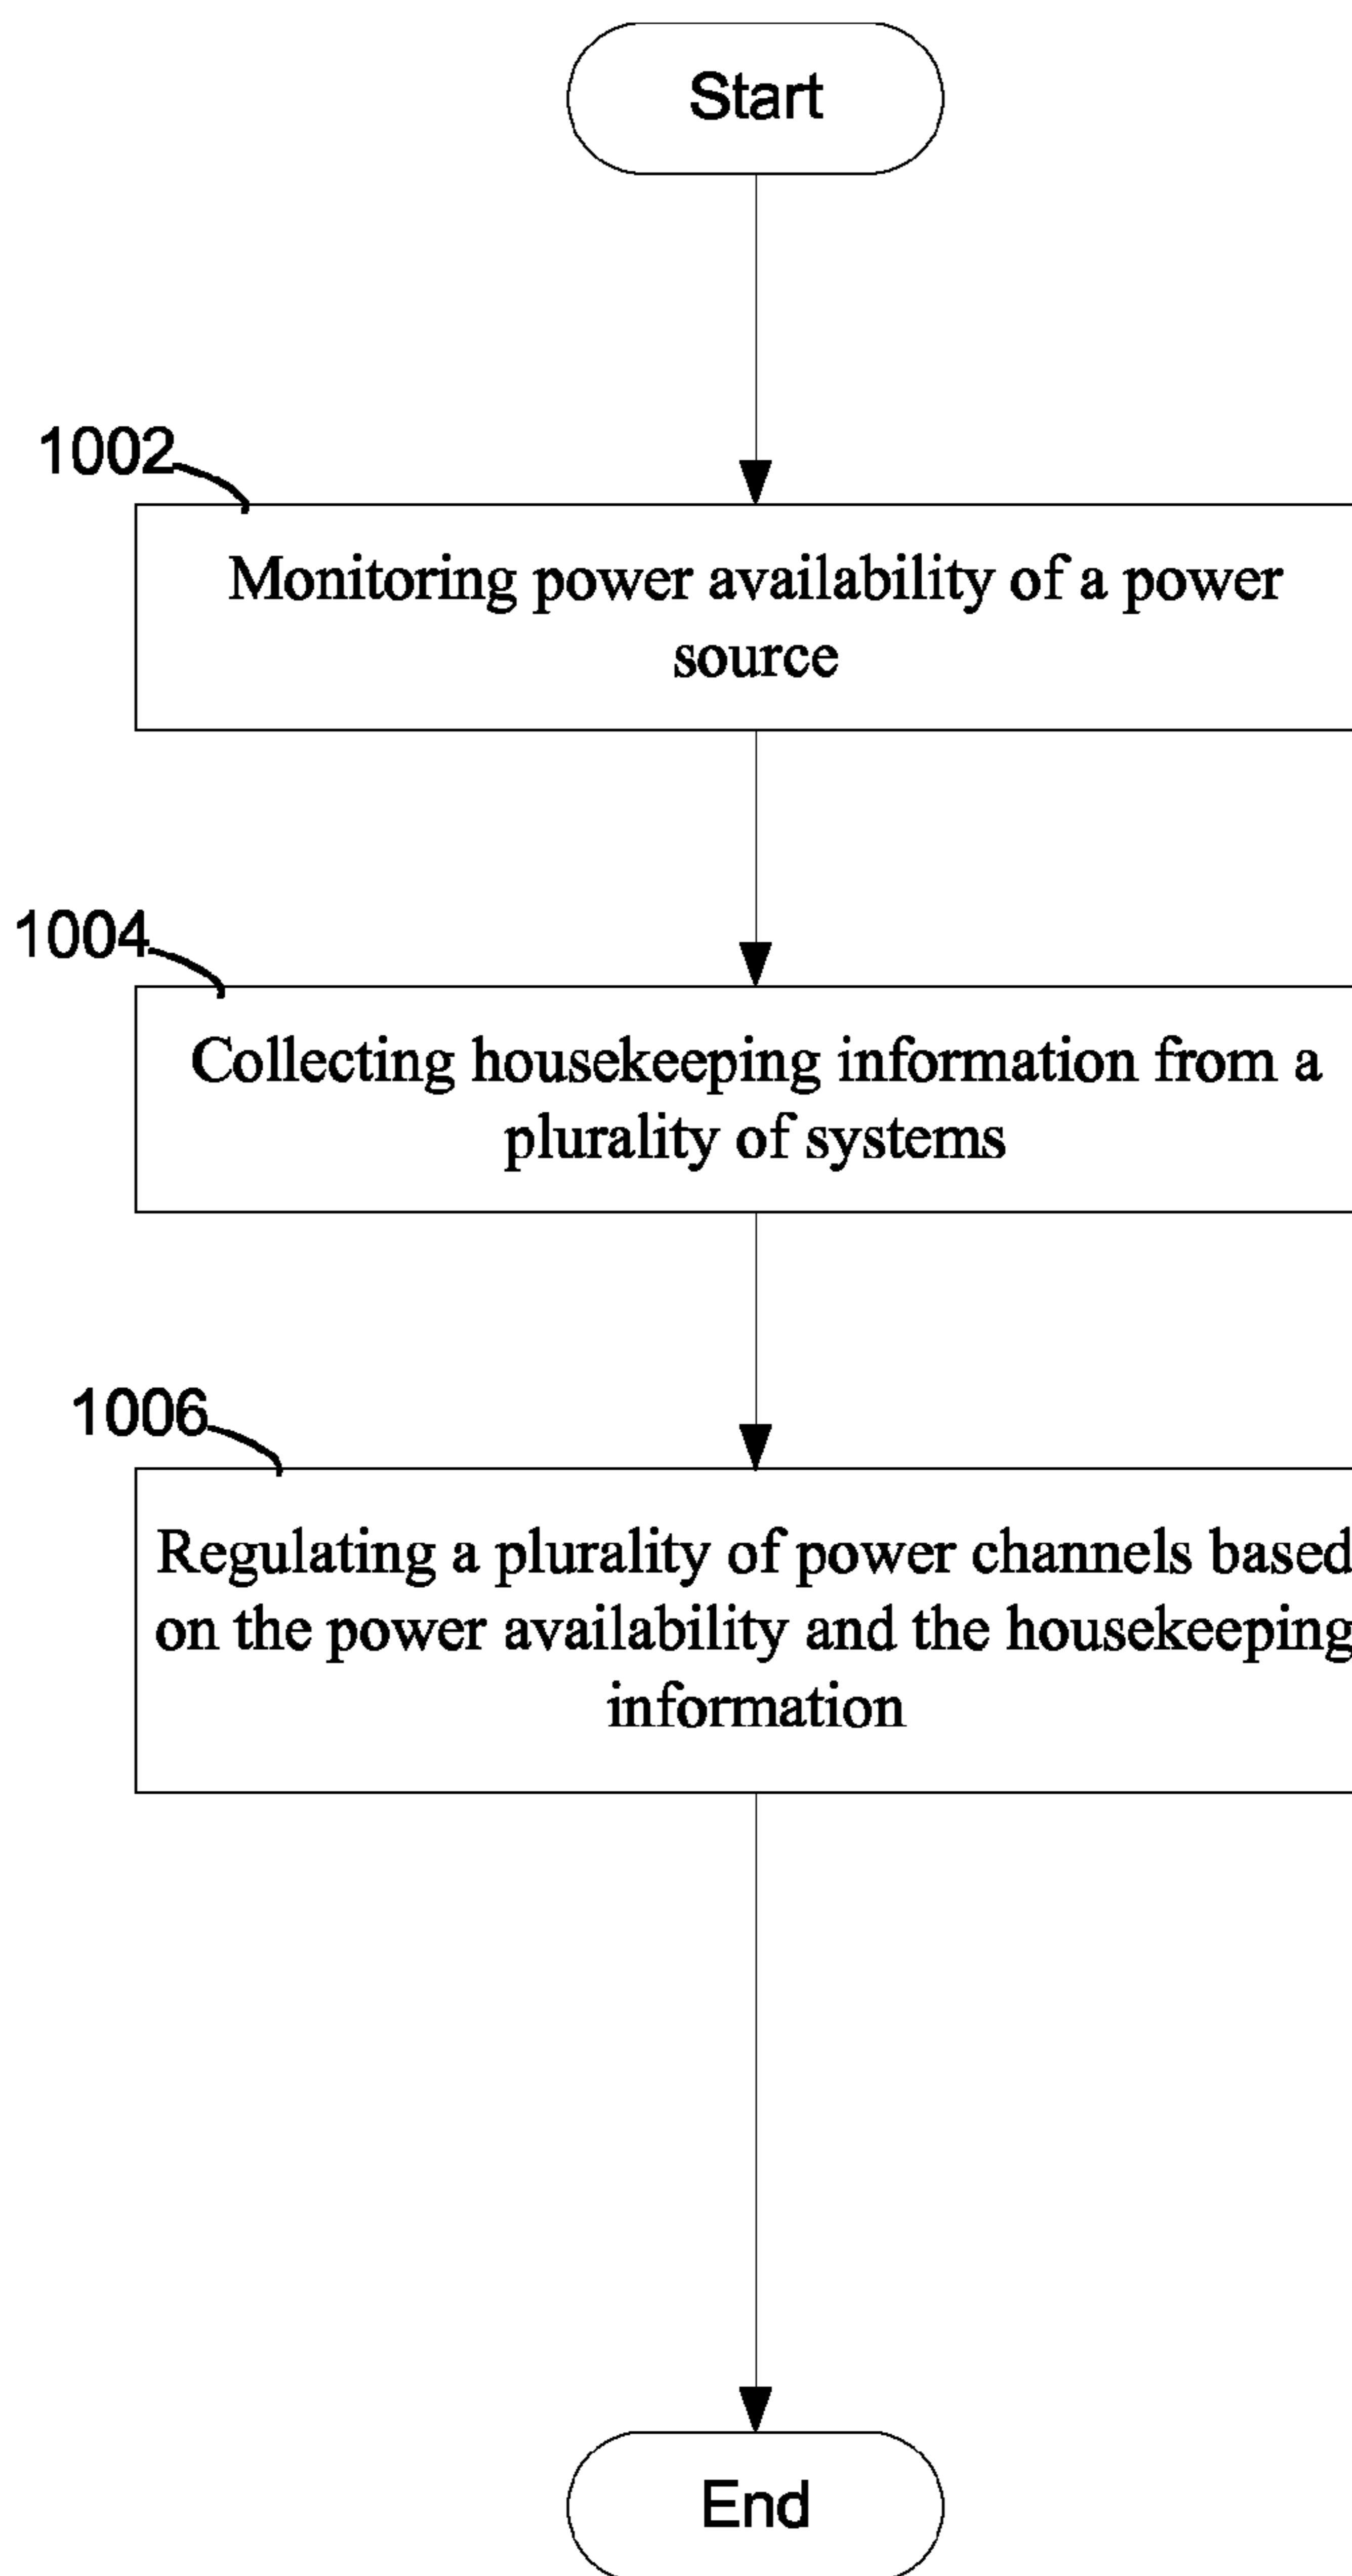 Start
1002
Monitoring power availability of a power
source
1004
Collecting housekeeping information from a
plurality of systems
1006
Regulating a plurality of power channels based
on the power availability and the housekeeping
information
End